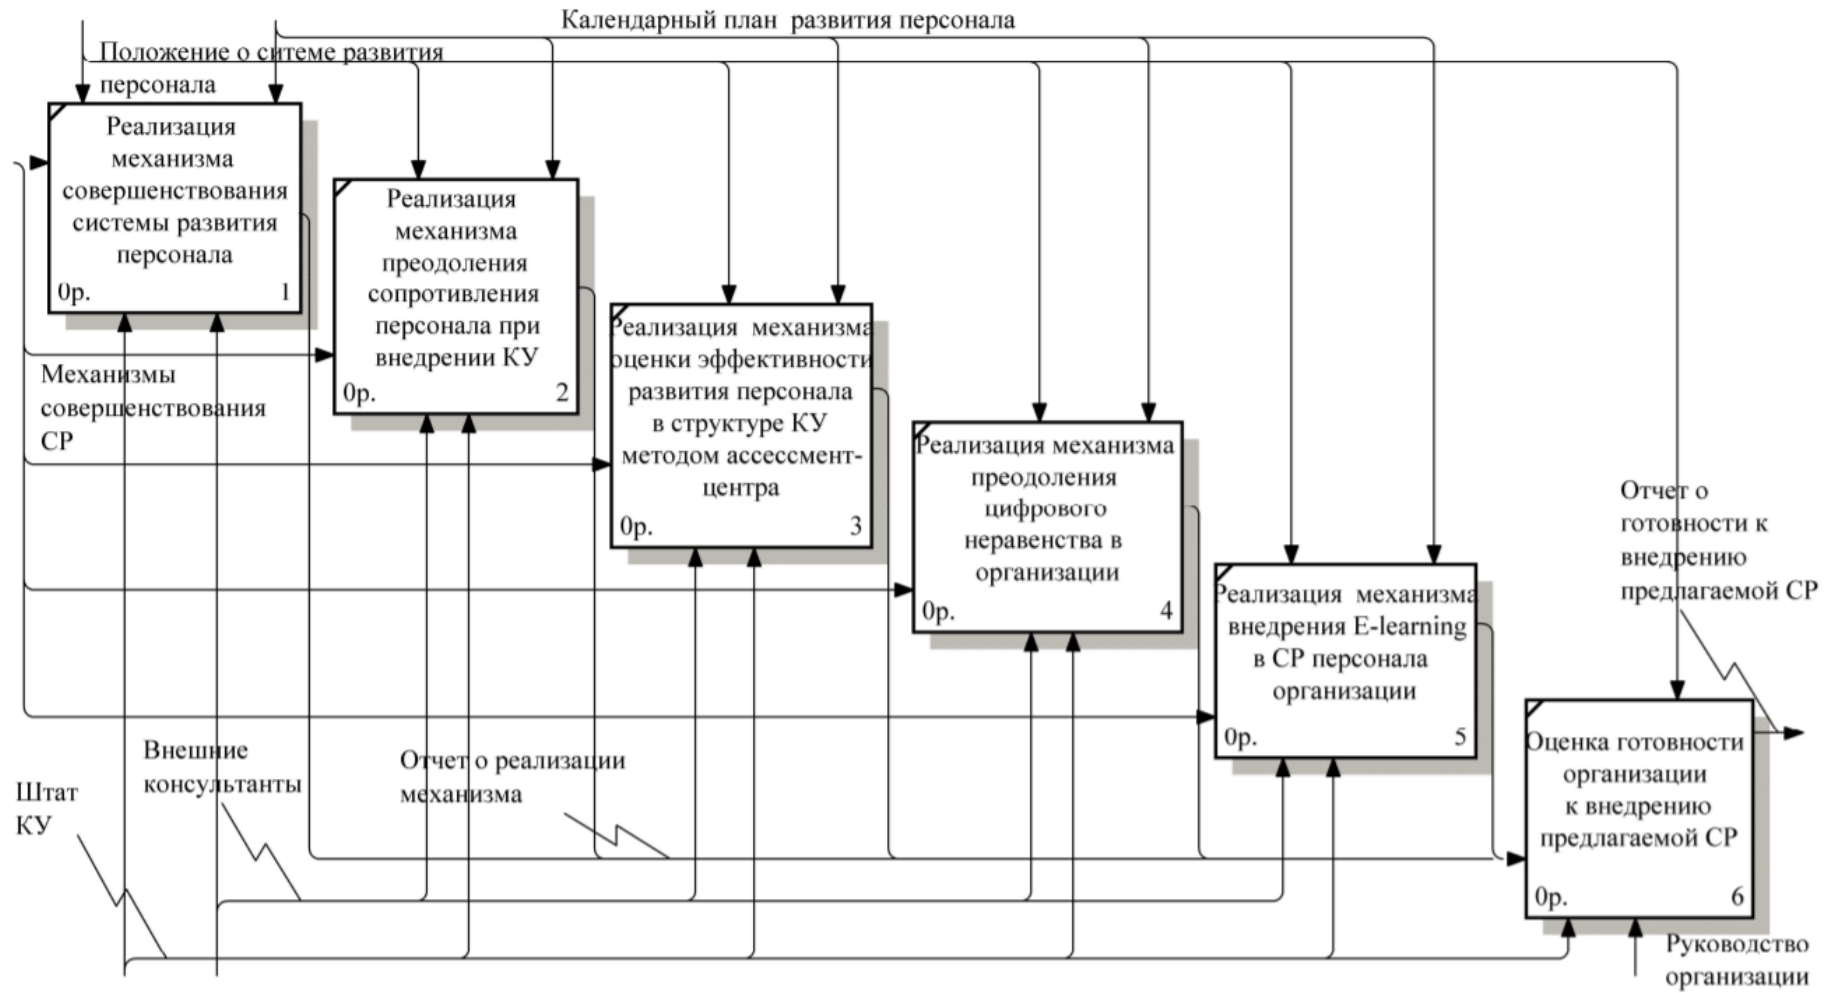 Календарный план развития персонала
Положение о ситеме развития
персонала
Реализация
механизма
совершенствования
системы развития
персонала
0р. 1
Реализация
механизма
преодоления
сопротивления
персонала при
внедрении КУ
0р. 2
Механизмы
совершенствования
СР
Реализация механизма
оценки эффективности
развития персонала
в структуре КУ
методом ассессмент-
центра
0р. 3
Реализация механизма
преодоления
цифрового
неравенства в
организации
0р. 4
Реализация механизма
внедрения E-learning
в СР персонала
организации
0р. 5
Отчет о
готовности к
внедрению
предлагаемой СР
Оценка готовности
организации
к внедрению
предлагаемой СР
0р. 6
Штат
КУ
Внешние
консультанты
Отчет о реализации
механизма
Руководство
организации